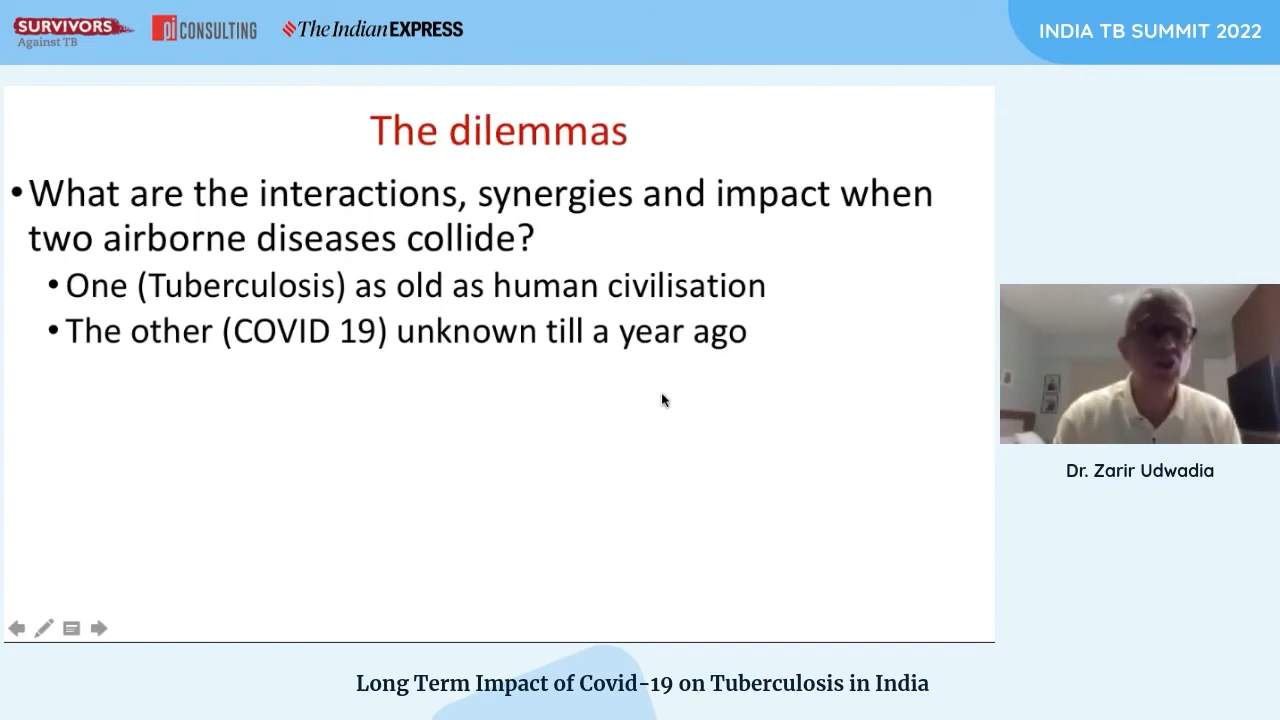 SURVIVORS
Against TB
pi CONSULTING
The Indian EXPRESS
INDIA TB SUMMIT 2022
The dilemmas
• What are the interactions, synergies and impact when
two airborne diseases collide?
• One (Tuberculosis) as old as human civilisation
• The other (COVID 19) unknown till a year ago
Dr. Zarir Udwadia
Long Term Impact of Covid-19 on Tuberculosis in India